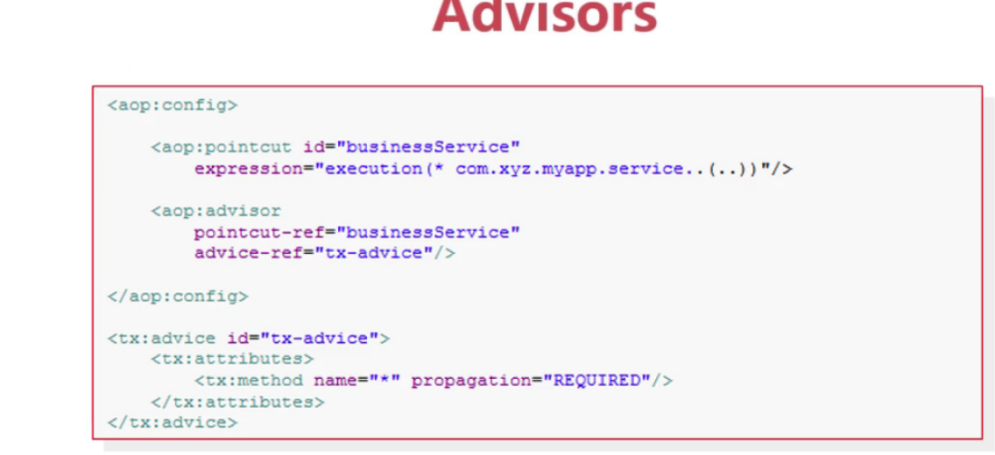 Advisors
<aop:config>
<aop:pointcut id="businessService"
expression="execution(* com.xyz.myapp.service..(..))"/>
<aop:advisor
pointcut-ref="businessService"
advice-ref="tx-advice"/>
</aop:config>
<tx:advice id="tx-advice">
<tx:attributes>
<tx:method name="*" propagation="REQUIRED"/>
</tx:attributes>
</tx:advice>